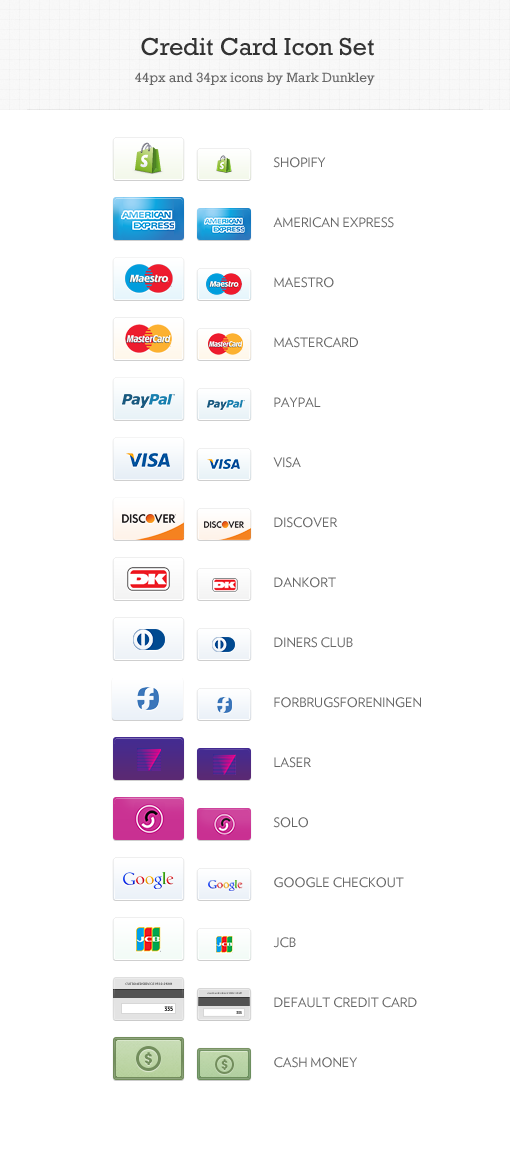 Credit Card Icon Set
44px and 34px icons by Mark Dunkley
SHOPIFY
AMERICAN EXPRESS
AMERICAN EXPRESS
AMERICAN EXPRESS
Maestro
Maestro
MAESTRO
MasterCard
MasterCard
MASTERCARD
PayPal
PayPal
PAYPAL
VISA
VISA
VISA
DISCOVER
DISCOVER
DISCOVER
DK
DK
DANKORT
DINERS CLUB
FORBRUGSFORENINGEN
LASER
SOLO
Google
Google
GOOGLE CHECKOUT
JCB
JCB
JCB
335
335
DEFAULT CREDIT CARD
$
$
CASH MONEY